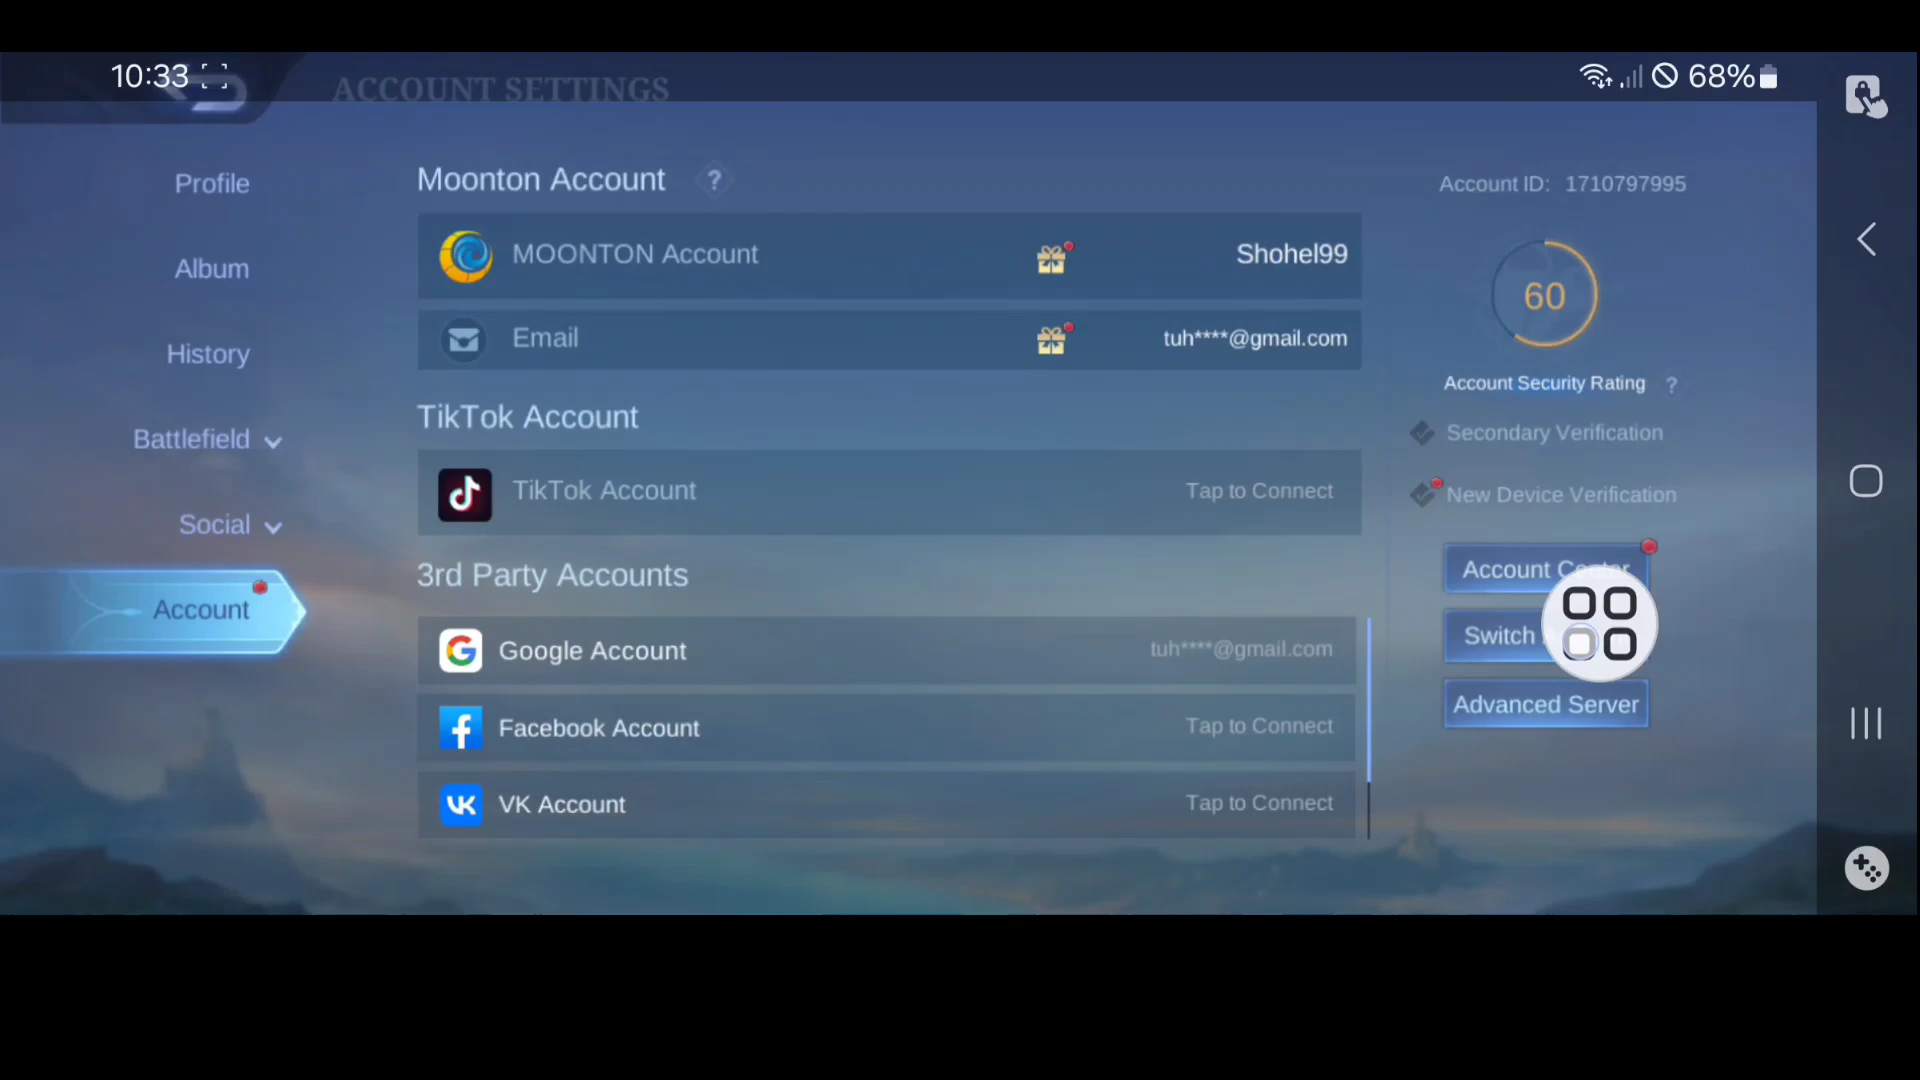 10:33
68%
ACCOUNT SETTINGS
Profile
Album
History
Battlefield
Social
Account
Moonton Account ?
MOONTON Account Shohel99
Email tuh****@gmail.com
TikTok Account
TikTok Account Tap to Connect
3rd Party Accounts
Google Account tuh****@gmail.com
Facebook Account Tap to Connect
VK Account Tap to Connect
Account ID: 1710797995
60
Account Security Rating ?
Secondary Verification
New Device Verification
Account
Switch
Advanced Server